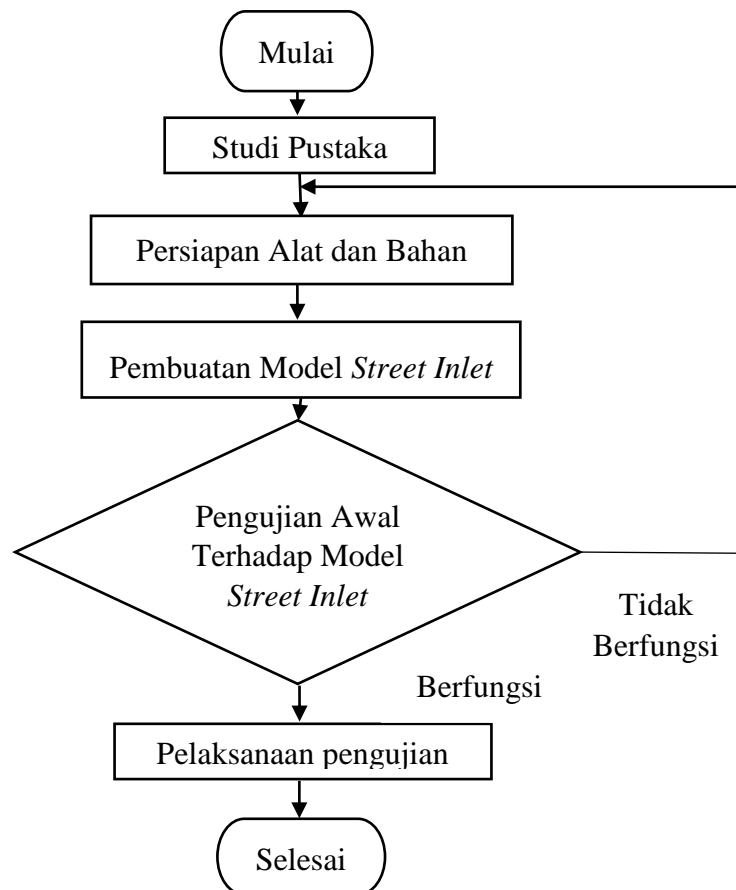 Mulai
Studi Pustaka
Persiapan Alat dan Bahan
Pembuatan Model Street Inlet
Pengujian Awal
Terhadap Model
Street Inlet
Tidak
Berfungsi
Berfungsi
Pelaksanaan pengujian
Selesai